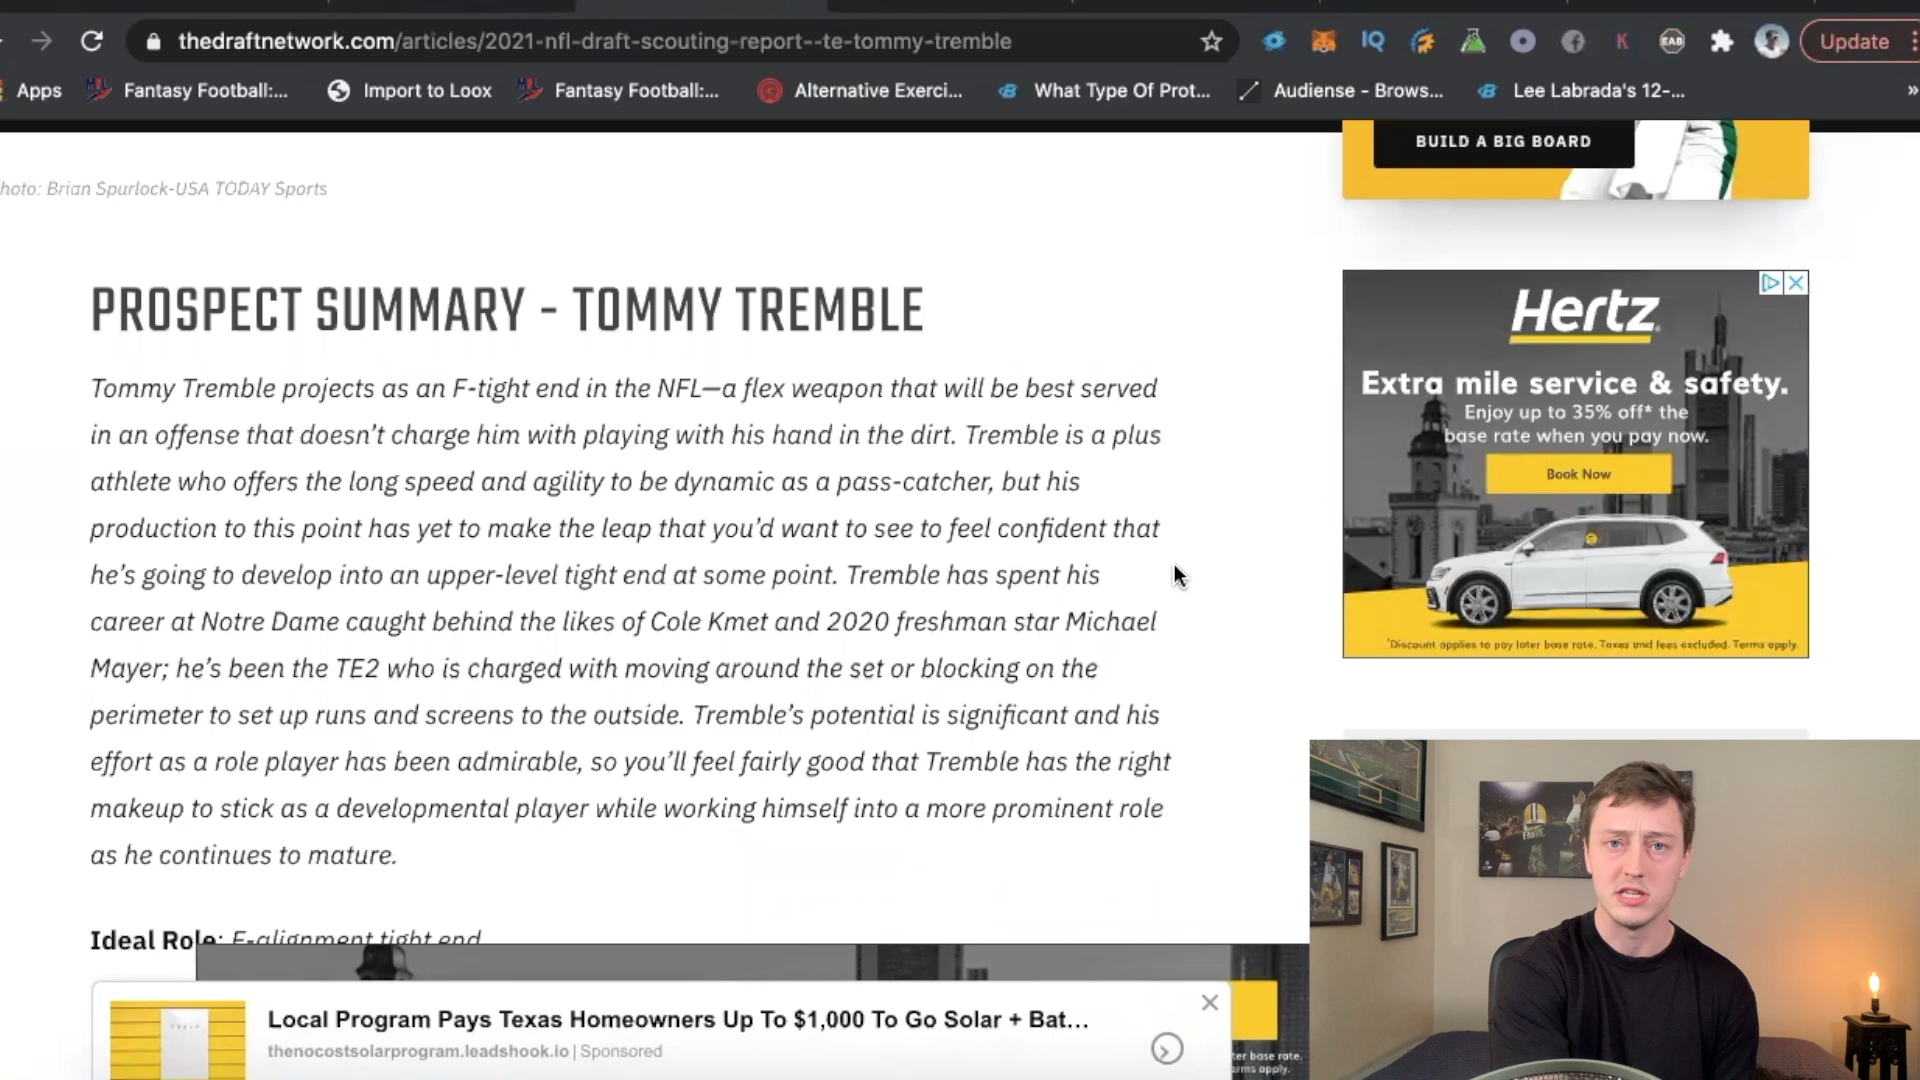 thedraftnetwork.com/articles/2021-nfl-draft-scouting-report--te-tommy-tremble
IQ
K
EAB
Update
Apps
Fantasy Football:...
Import to Loox
Fantasy Football:...
Alternative Exerci...
What Type Of Prot...
Audiense - Brows...
Lee Labrada's 12-...
»
BUILD A BIG BOARD
hoto: Brian Spurlock-USA TODAY Sports
PROSPECT SUMMARY - TOMMY TREMBLE
Tommy Tremble projects as an F-tight end in the NFL—a flex weapon that will be best served
in an offense that doesn't charge him with playing with his hand in the dirt. Tremble is a plus
athlete who offers the long speed and agility to be dynamic as a pass-catcher, but his
production to this point has yet to make the leap that you'd want to see to feel confident that
he's going to develop into an upper-level tight end at some point. Tremble has spent his
career at Notre Dame caught behind the likes of Cole Kmet and 2020 freshman star Michael
Mayer; he's been the TE2 who is charged with moving around the set or blocking on the
perimeter to set up runs and screens to the outside. Tremble's potential is significant and his
effort as a role player has been admirable, so you'll feel fairly good that Tremble has the right
makeup to stick as a developmental player while working himself into a more prominent role
as he continues to mature.
Ideal Role: F-alignment tight end
Hertz
Extra mile service & safety.
Enjoy up to 35% off* the
base rate when you pay now.
Book Now
*Discount applies to pay later base rate. Taxes and fees excluded. Terms apply.
FAVRE
Local Program Pays Texas Homeowners Up To $1,000 To Go Solar + Bat...
thenocostsolarprogram.leadshook.io | Sponsored
ter base rate.
erms apply.